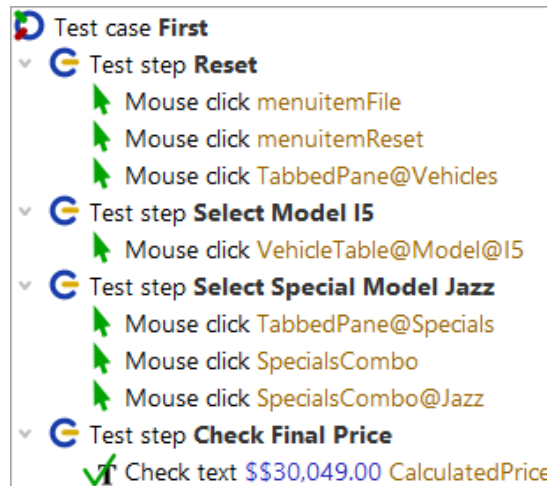 Test case First
Test step Reset
Mouse click menuitemFile
Mouse click menuitemReset
Mouse click TabbedPane@Vehicles
Test step Select Model I5
Mouse click VehicleTable@Model@I5
Test step Select Special Model Jazz
Mouse click TabbedPane@Specials
Mouse click SpecialsCombo
Mouse click SpecialsCombo@Jazz
Test step Check Final Price
Check text $$30,049.00 CalculatedPrice